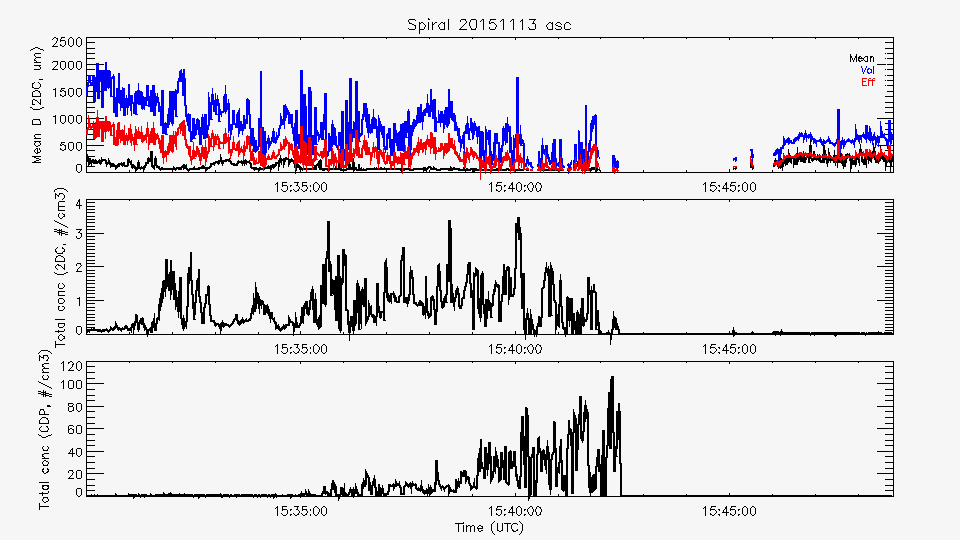 Spiral 20151113 asc
Mean D (2DC, um)
2500
2000
1500
1000
500
0
Mean
Vol
Eff
15:35:00 15:40:00 15:45:00
Total conc (2DC, #/cm3)
4
3
2
1
0
15:35:00 15:40:00 15:45:00
Total conc (CDP, #/cm3)
120
100
80
60
40
20
0
15:35:00 15:40:00 15:45:00
Time (UTC)